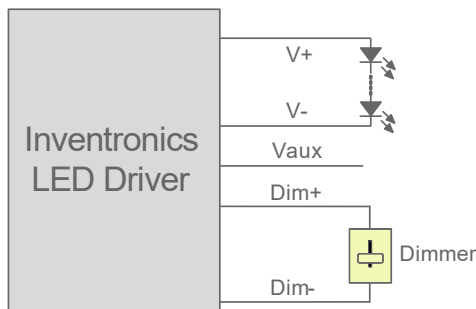 Inventronics
LED Driver
V+
V-
Vaux
Dim+
Dimmer
Dim-